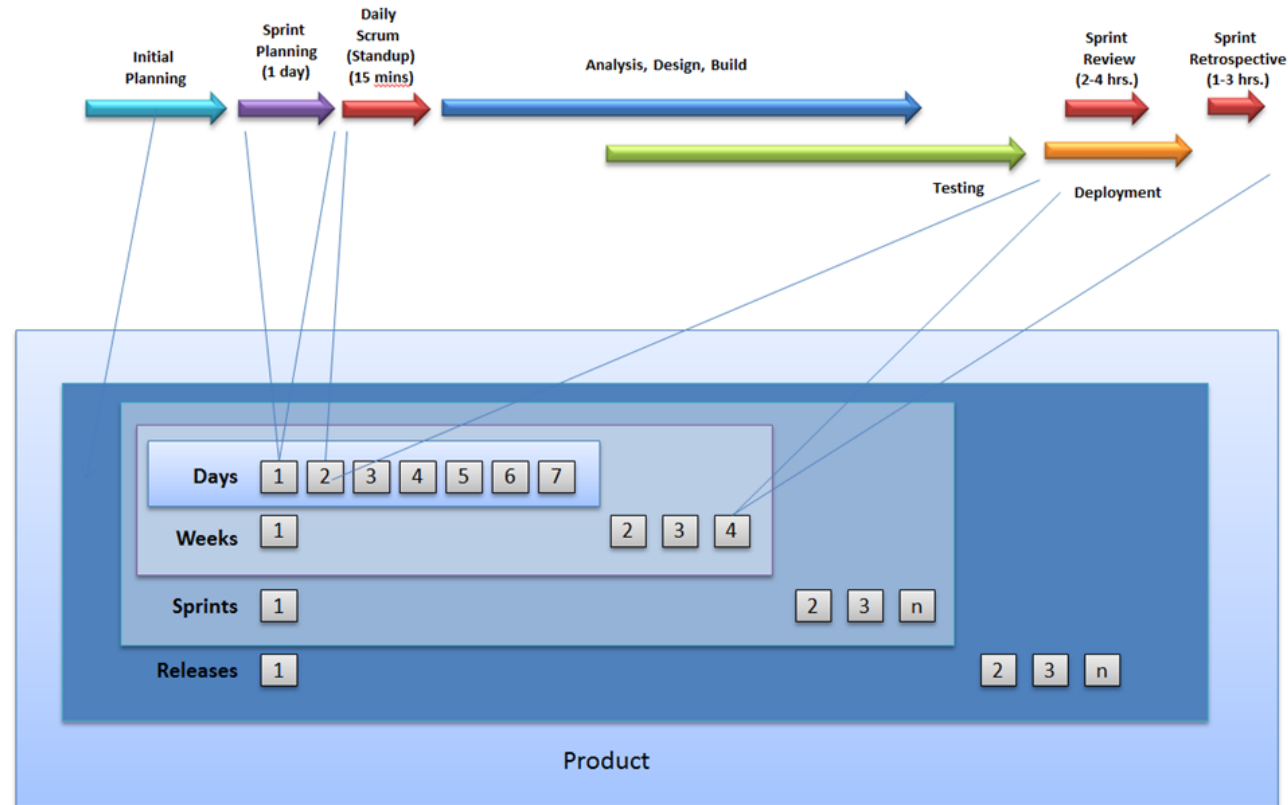 Initial
Planning
Sprint
Planning
(1 day)
Daily
Scrum
(Standup)
(15 mins)
Analysis, Design, Build
Sprint
Review
(2-4 hrs.)
Sprint
Retrospective
(1-3 hrs.)
Testing
Deployment
Days 1 2 3 4 5 6 7
Weeks 1 2 3 4
Sprints 1 2 3 n
Releases 1 2 3 n
Product